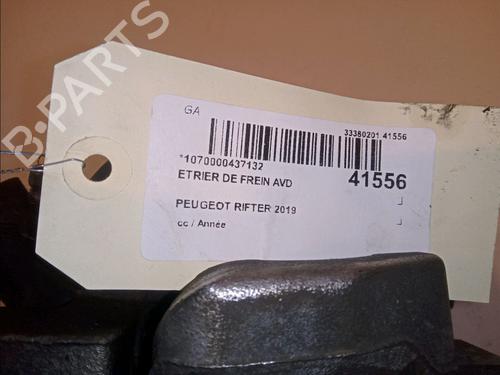 B-PARTS
GA
33380201 41556
*1070000437132
ETRIER DE FREIN AVD
41556
PEUGEOT RIFTER 2019
cc / Année